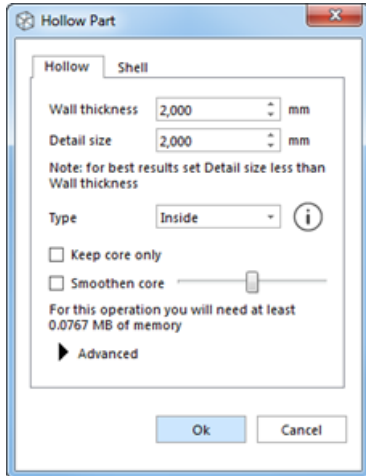 Hollow Part
Hollow Shell
Wall thickness 2,000 mm
Detail size 2,000 mm
Note: for best results set Detail size less than
Wall thickness
Type Inside i
Keep core only
Smoothen core
For this operation you will need at least
0.0767 MB of memory
Advanced
Ok Cancel